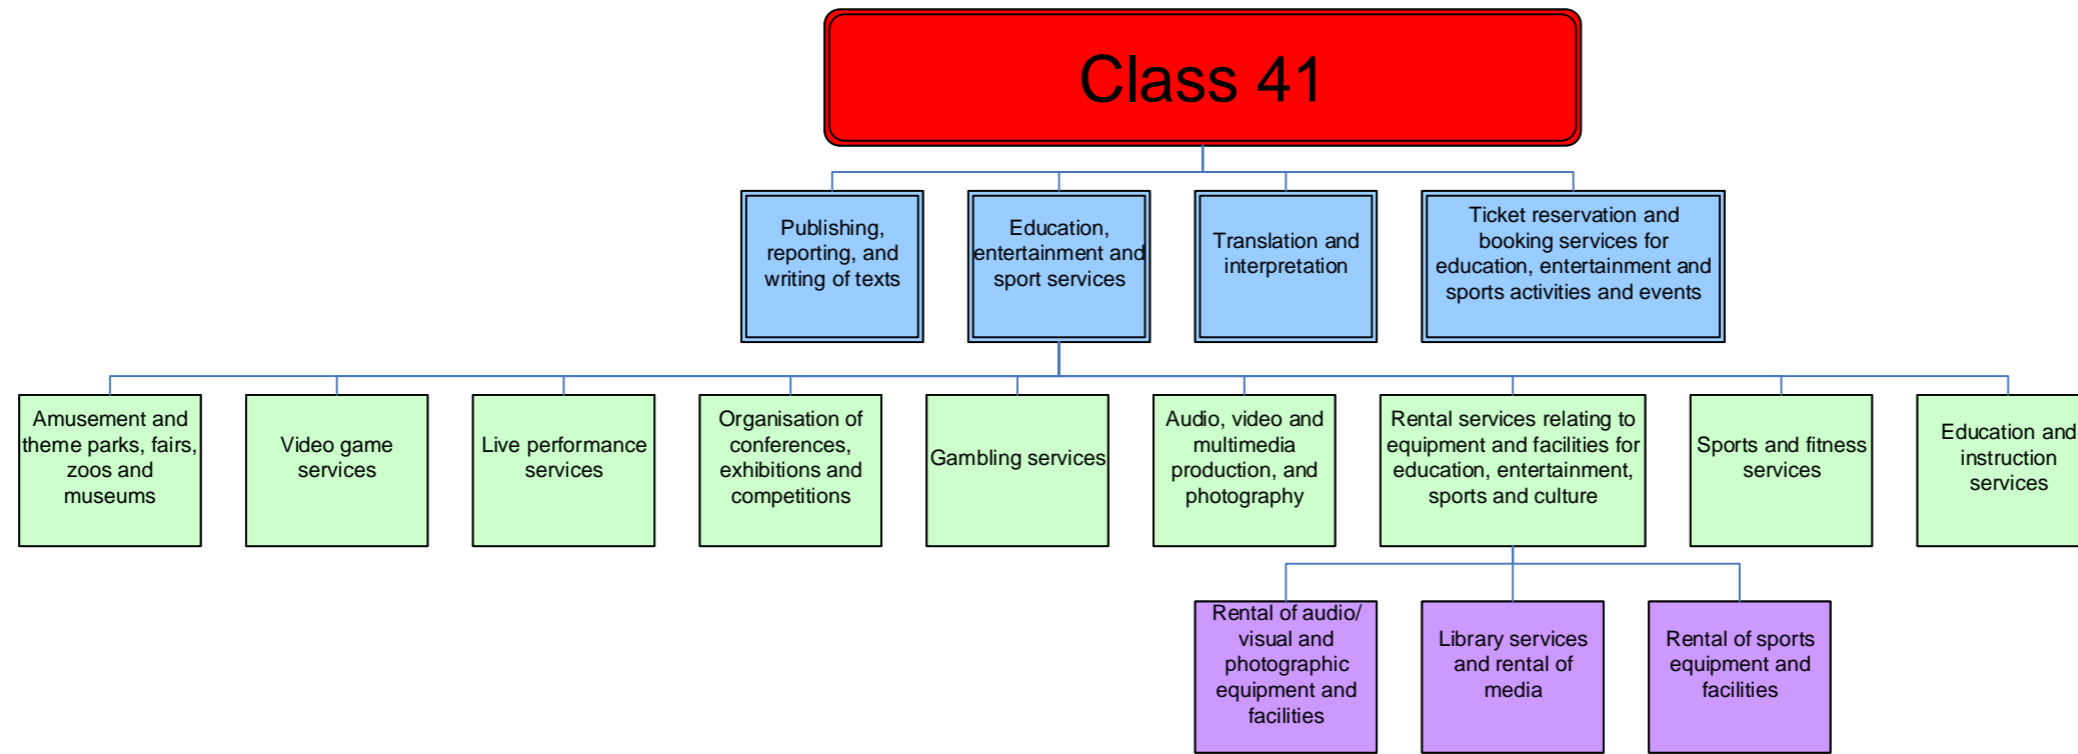 Class 41
Publishing,
reporting, and
writing of texts
Education,
entertainment and
sport services
Translation and
interpretation
Ticket reservation and
booking services for
education, entertainment and
sports activities and events
Amusement and
theme parks, fairs,
zoos and
museums
Video game
services
Live performance
services
Organisation of
conferences,
exhibitions and
competitions
Gambling services
Audio, video and
multimedia
production, and
photography
Rental services relating to
equipment and facilities for
education, entertainment,
sports and culture
Sports and fitness
services
Education and
instruction
services
Rental of audio/
visual and
photographic
equipment and
facilities
Library services
and rental of
media
Rental of sports
equipment and
facilities